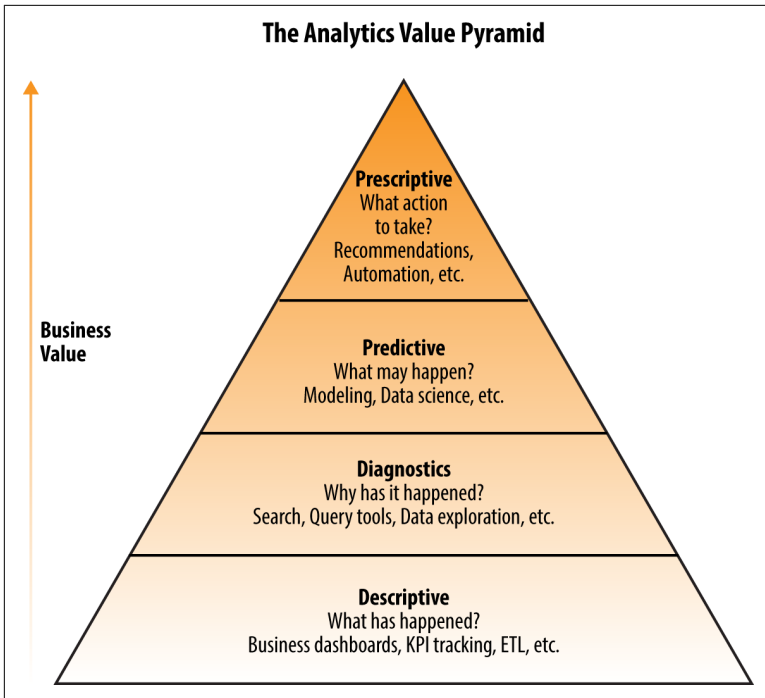 The Analytics Value Pyramid
Prescriptive
What action
to take?
Recommendations,
Automation, etc.
Business
Value
Predictive
What may happen?
Modeling, Data science, etc.
Diagnostics
Why has it happened?
Search, Query tools, Data exploration, etc.
Descriptive
What has happened?
Business dashboards, KPI tracking, ETL, etc.